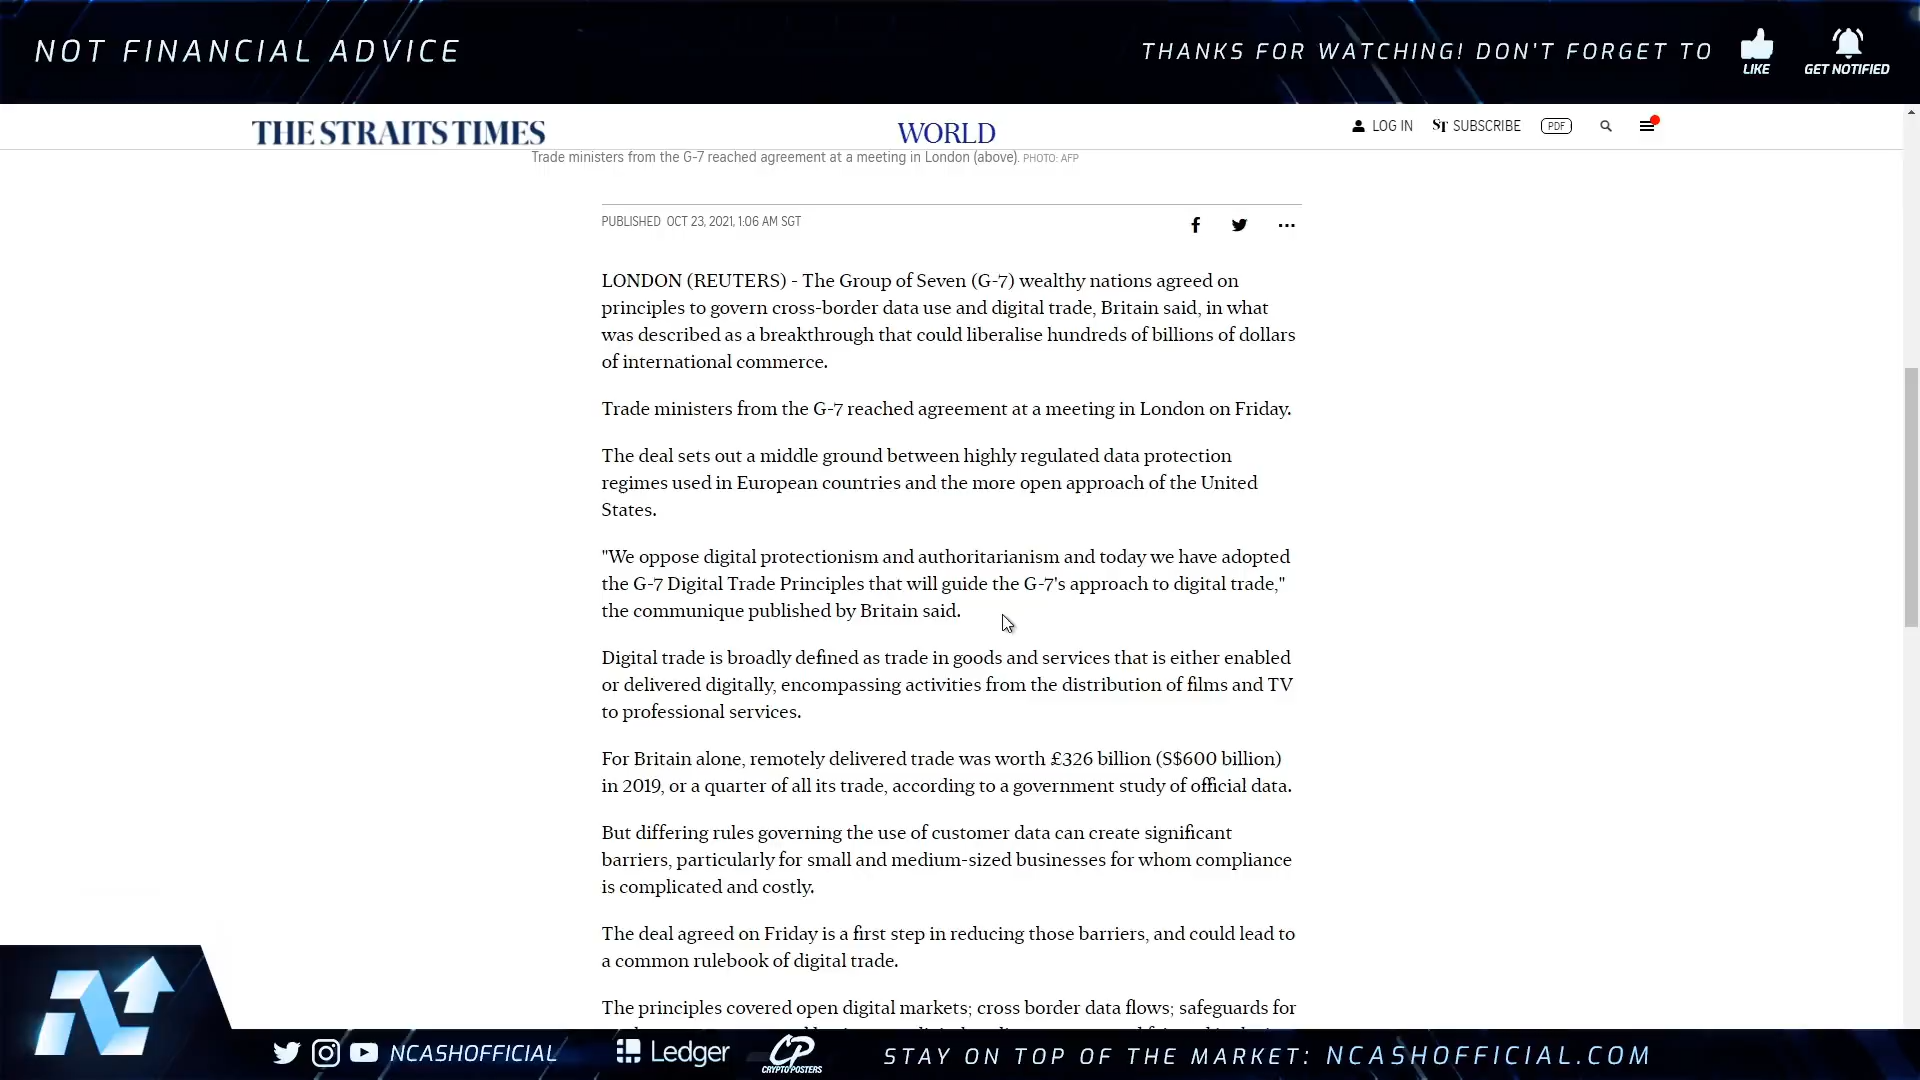 NOT FINANCIAL ADVICE
THANKS FOR WATCHING! DON'T FORGET TO
LIKE
GET NOTIFIED
THE STRAITS TIMES
WORLD
LOG IN
ST SUBSCRIBE
PDF
Trade ministers from the G-7 reached agreement at a meeting in London (above). PHOTO: AFP
PUBLISHED OCT 23, 2021, 1:06 AM SGT
LONDON (REUTERS) - The Group of Seven (G-7) wealthy nations agreed on
principles to govern cross-border data use and digital trade, Britain said, in what
was described as a breakthrough that could liberalise hundreds of billions of dollars
of international commerce.
Trade ministers from the G-7 reached agreement at a meeting in London on Friday.
The deal sets out a middle ground between highly regulated data protection
regimes used in European countries and the more open approach of the United
States.
"We oppose digital protectionism and authoritarianism and today we have adopted
the G-7 Digital Trade Principles that will guide the G-7's approach to digital trade,"
the communique published by Britain said.
Digital trade is broadly defined as trade in goods and services that is either enabled
or delivered digitally, encompassing activities from the distribution of films and TV
to professional services.
For Britain alone, remotely delivered trade was worth £326 billion (S$600 billion)
in 2019, or a quarter of all its trade, according to a government study of official data.
But differing rules governing the use of customer data can create significant
barriers, particularly for small and medium-sized businesses for whom compliance
is complicated and costly.
The deal agreed on Friday is a first step in reducing those barriers, and could lead to
a common rulebook of digital trade.
The principles covered open digital markets; cross border data flows; safeguards for
NCASHOFFICIAL
Ledger
CP
CRYPTOPOSTERS
STAY ON TOP OF THE MARKET: NCASHOFFICIAL.COM